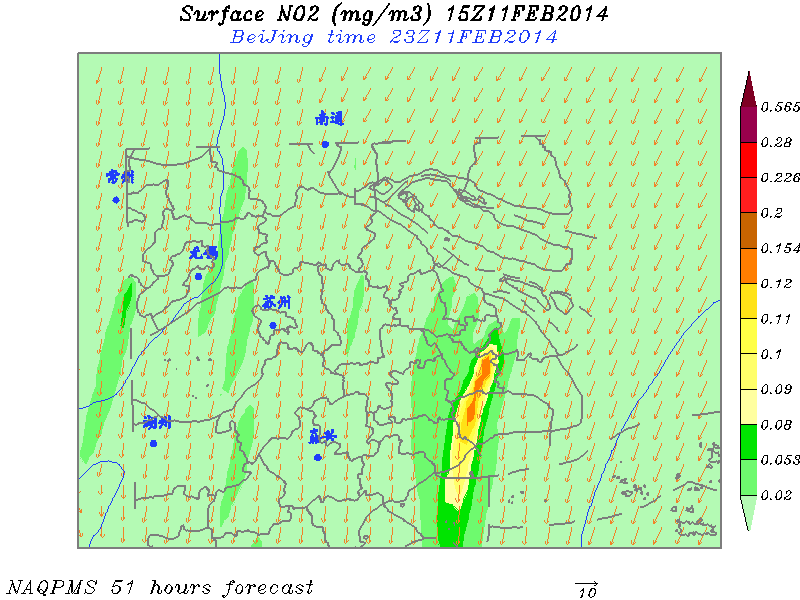 Surface NO2 (mg/m3) 15Z11FEB2014
BeiJing time 23Z11FEB2014
南通
常州
无锡
苏州
湖州
嘉兴
0.565
0.28
0.226
0.2
0.154
0.12
0.11
0.1
0.09
0.08
0.053
0.02
NAQPMS 51 hours forecast
10